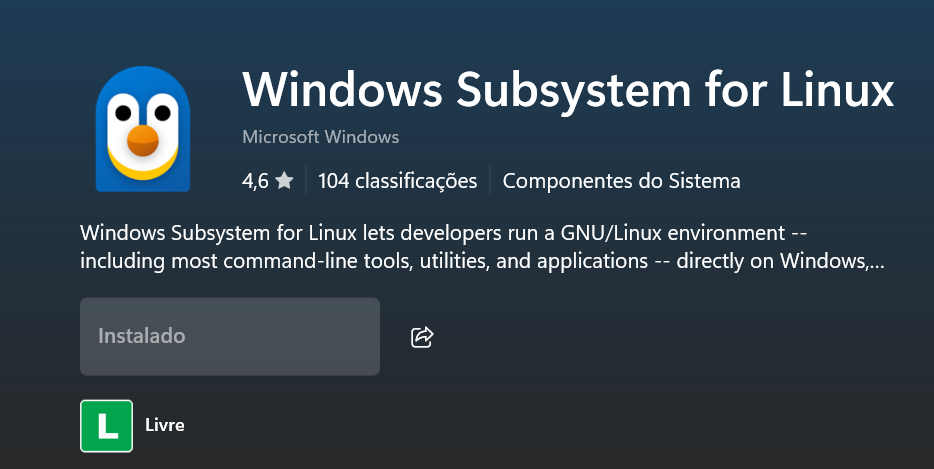 Windows Subsystem for Linux
Microsoft Windows
4,6 ★ 104 classificações Componentes do Sistema
Windows Subsystem for Linux lets developers run a GNU/Linux environment --
including most command-line tools, utilities, and applications -- directly on Windows,...
Instalado
L Livre